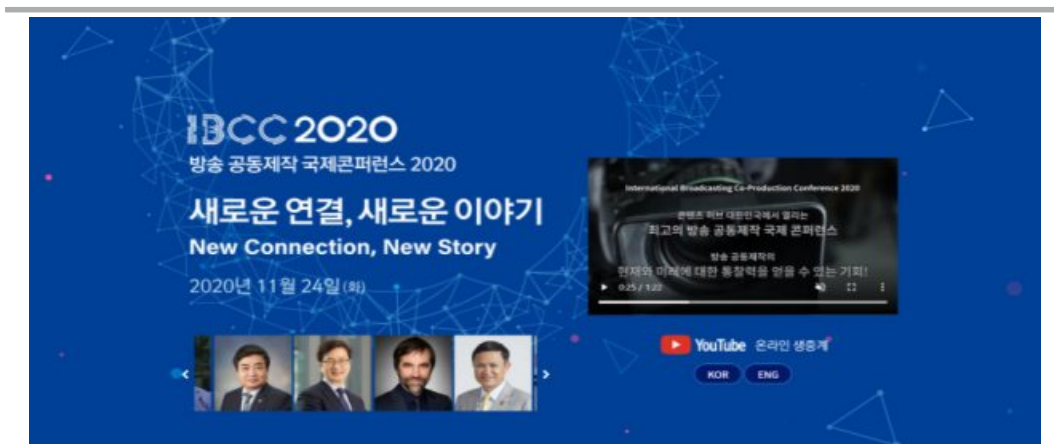 IBCC 2020
방송 공동제작 국제콘퍼런스 2020
새로운 연결, 새로운 이야기
New Connection, New Story
2020년 11월 24일(화)
International Broadcasting Co-Production Conference 2020
콘텐츠 허브 대한민국에서 열리는
최고의 방송 공동제작 국제 콘퍼런스
방송 공동제작의
현재와 미래에 대한 통찰력을 얻을 수 있는 기회!
0:25 / 1:22
YouTube 온라인 생중계
KOR ENG